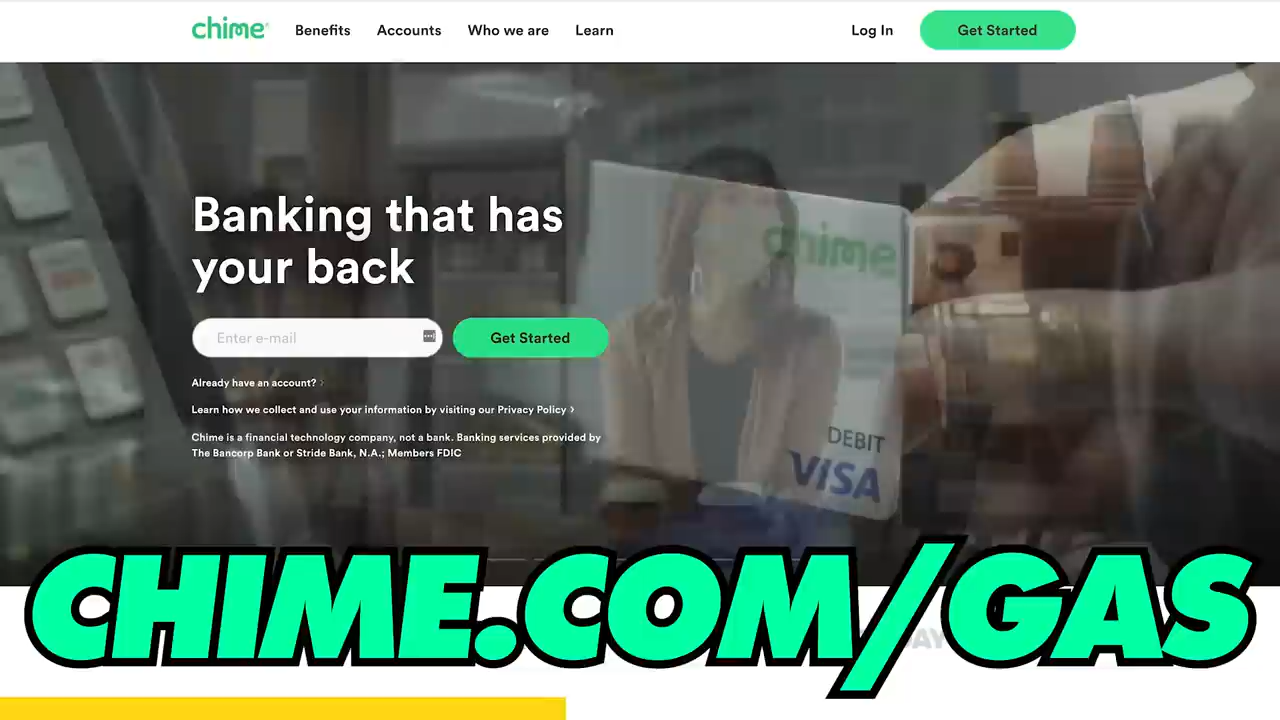 chime
Benefits
Accounts
Who we are
Learn
Log In
Get Started
Banking that has
your back
chime
Enter e-mail
Get Started
Already have an account? ›
Learn how we collect and use your information by visiting our Privacy Policy ›
Chime is a financial technology company, not a bank. Banking services provided by
The Bancorp Bank or Stride Bank, N.A.; Members FDIC
DEBIT
VISA
CHIME.COM/GAS